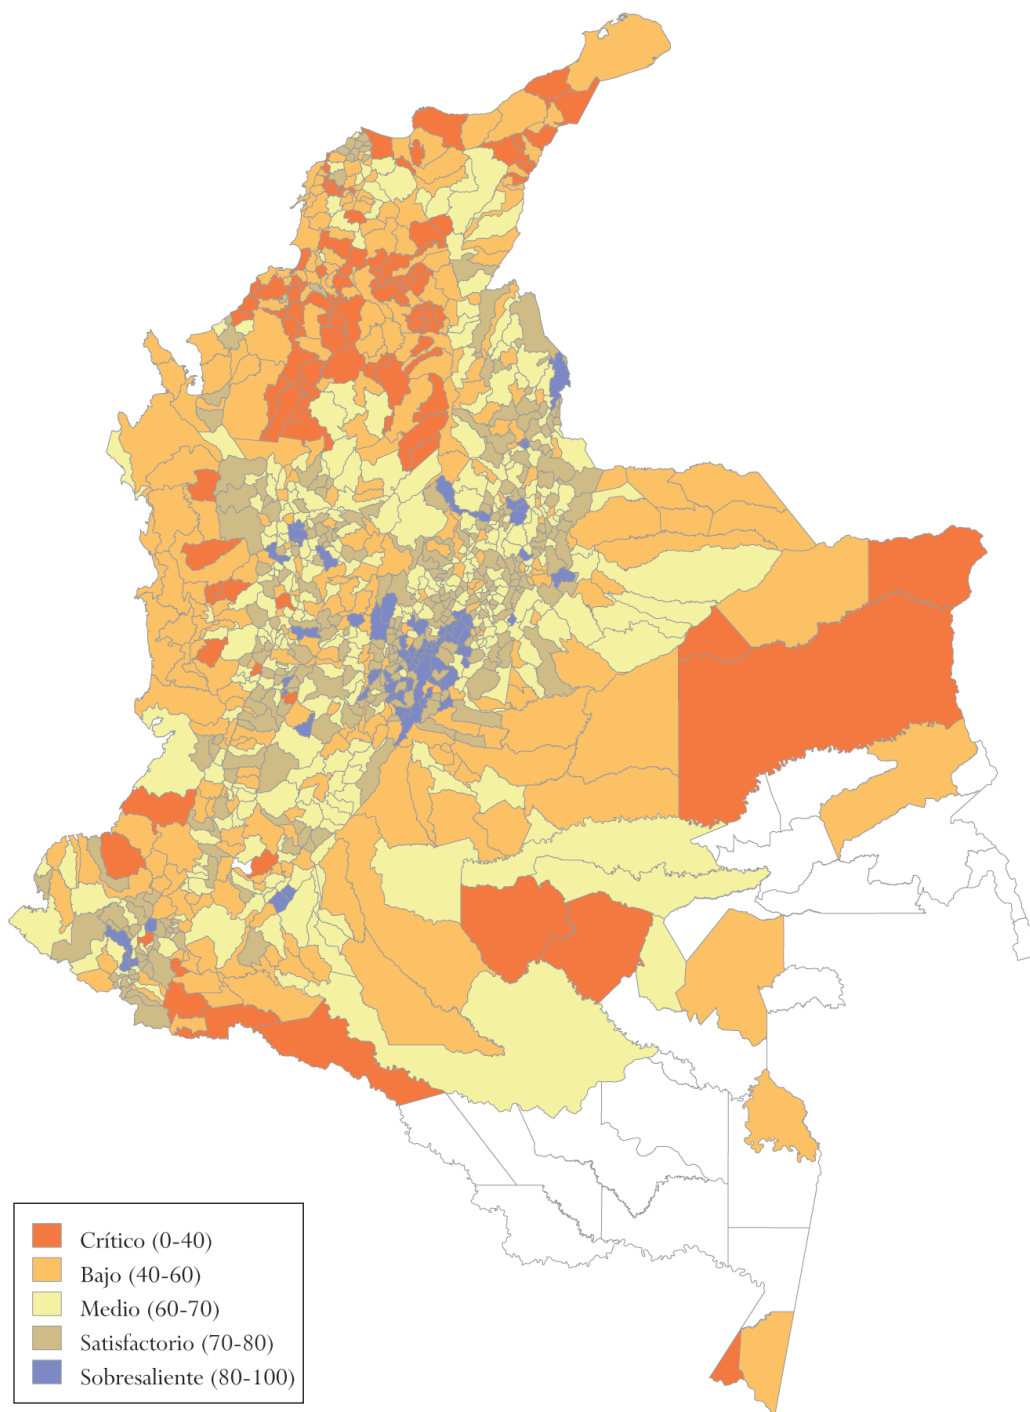 Crítico (0-40)
Bajo (40-60)
Medio (60-70)
Satisfactorio (70-80)
Sobresaliente (80-100)